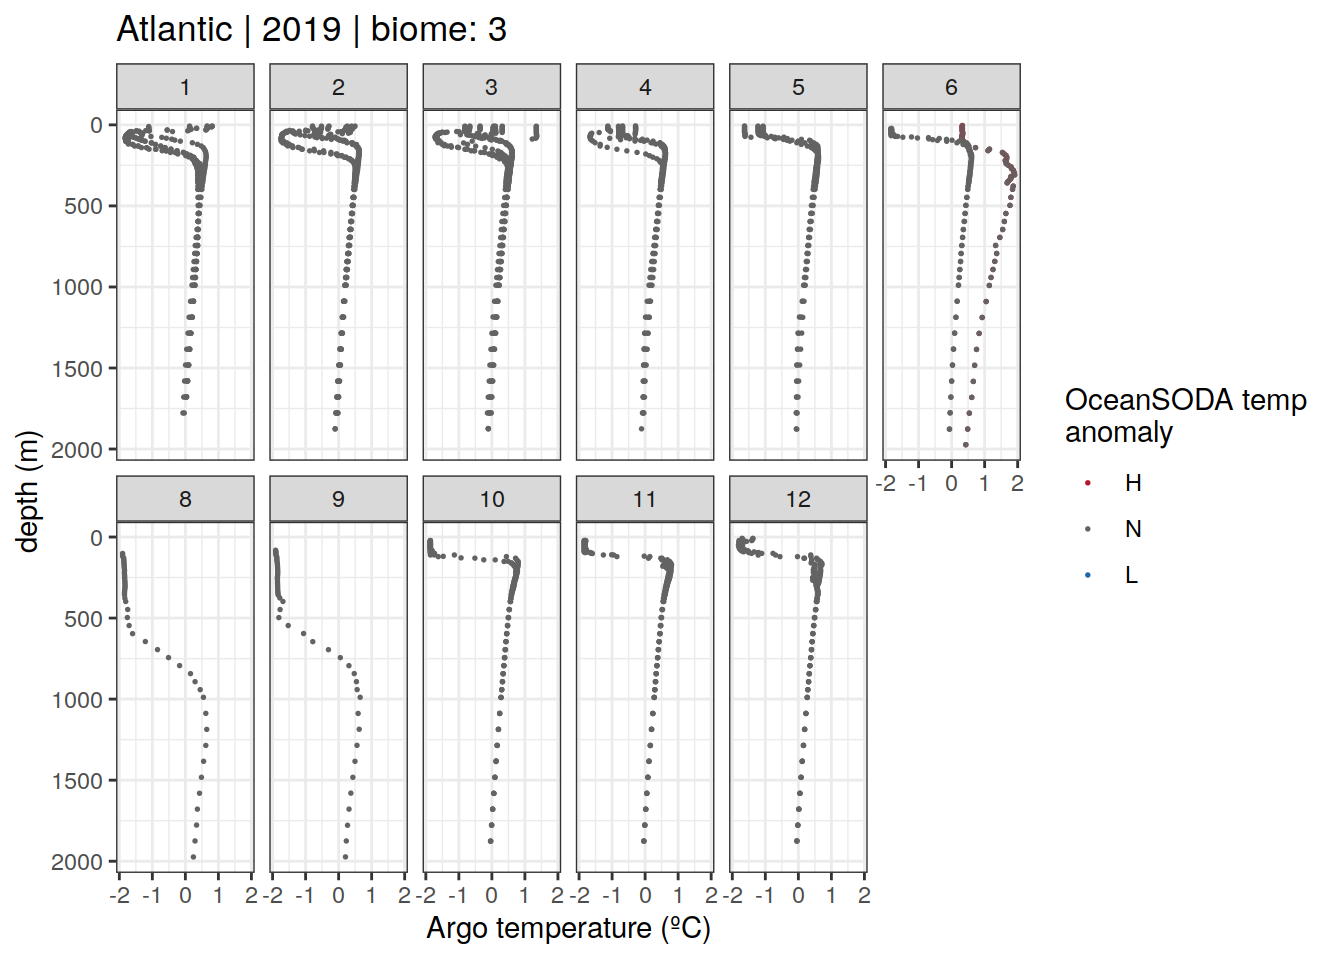 Atlantic | 2019 | biome: 3
1 2 3 4 5 6
0
500
1000
1500
2000
-2 -1 0 1 2
8 9 10 11 12
0
500
1000
1500
2000
-2 -1 0 1 2 -2 -1 0 1 2 -2 -1 0 1 2 -2 -1 0 1 2 -2 -1 0 1 2
depth (m)
Argo temperature (ºC)
OceanSODA temp
anomaly
H
N
L